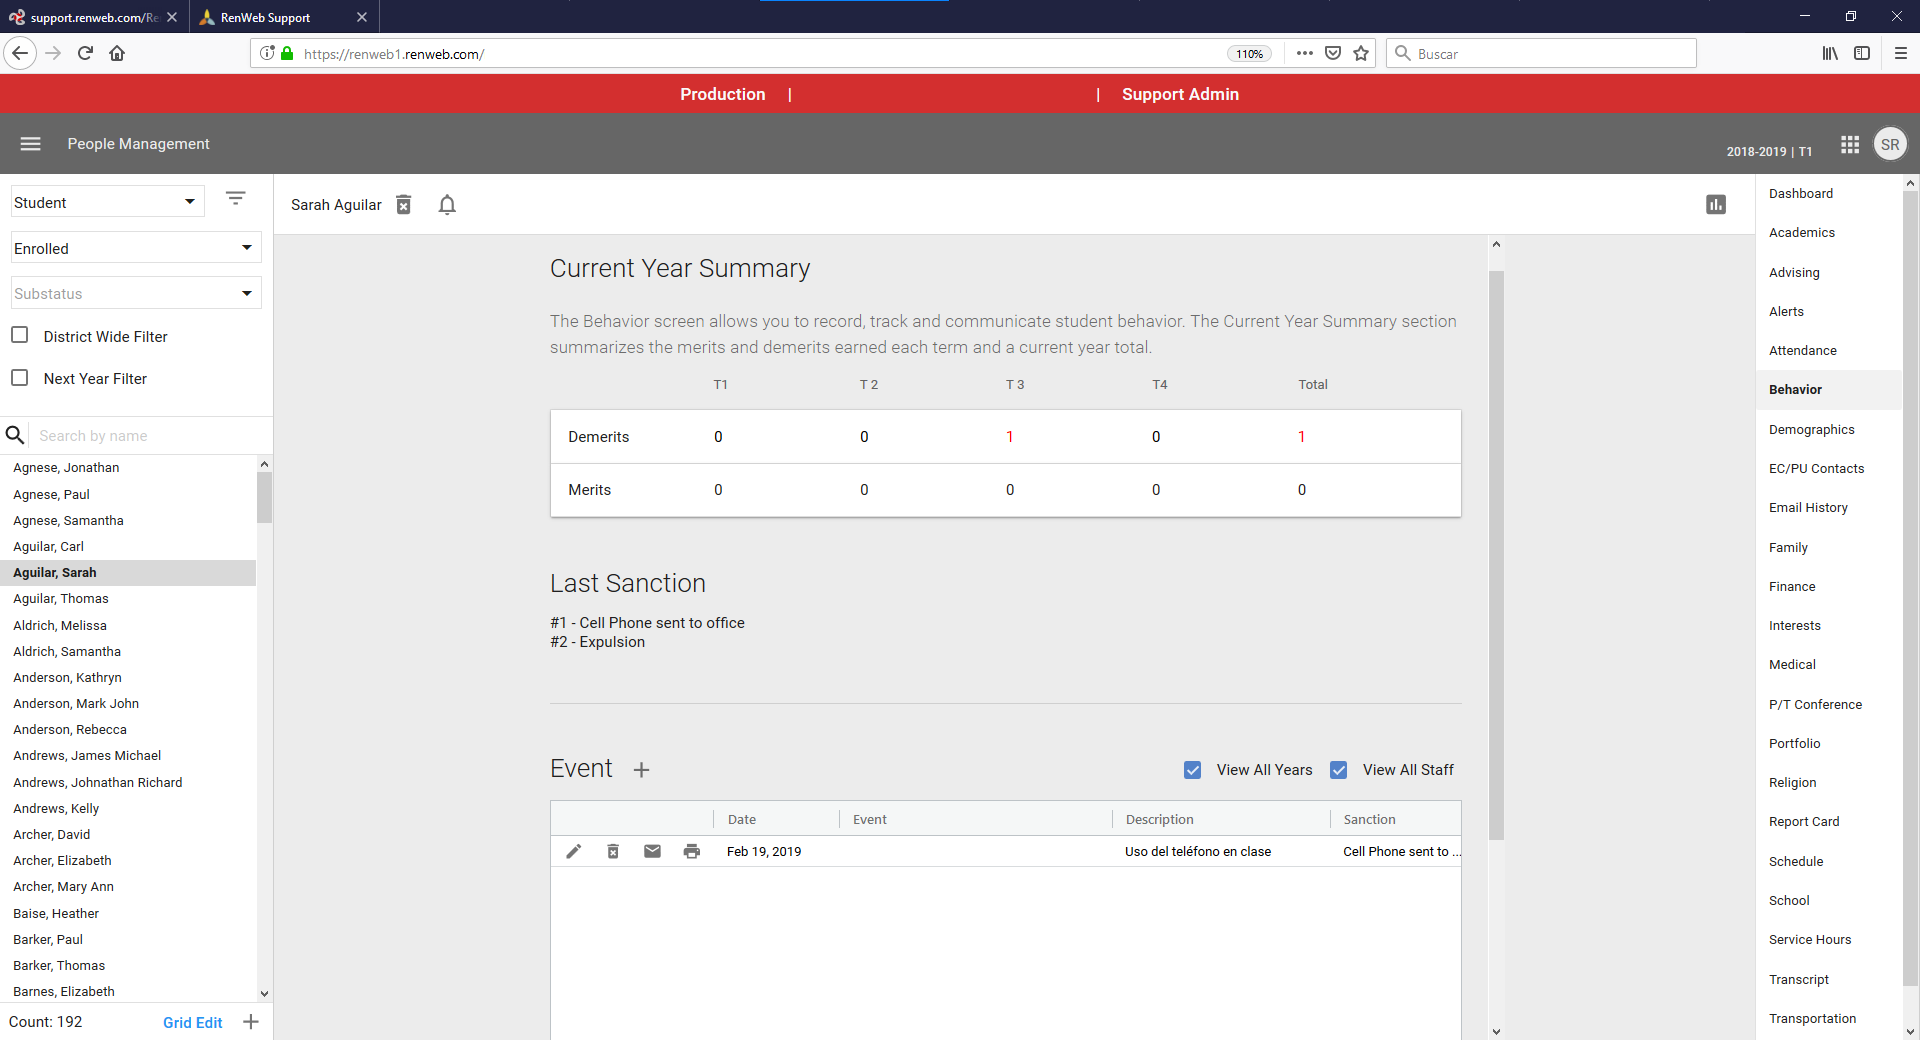 support.renweb.com/Re
RenWeb Support
https://renweb1.renweb.com/
110%
Buscar
Production | | Support Admin
People Management
2018-2019 | T1
SR
Student
Enrolled
Substatus
District Wide Filter
Next Year Filter
Search by name
Agnese, Jonathan
Agnese, Paul
Agnese, Samantha
Aguilar, Carl
Aguilar, Sarah
Aguilar, Thomas
Aldrich, Melissa
Aldrich, Samantha
Anderson, Kathryn
Anderson, Mark John
Anderson, Rebecca
Andrews, James Michael
Andrews, Johnathan Richard
Andrews, Kelly
Archer, David
Archer, Elizabeth
Archer, Mary Ann
Baise, Heather
Barker, Paul
Barker, Thomas
Barnes, Elizabeth
Count: 192
Grid Edit
Sarah Aguilar
Current Year Summary
The Behavior screen allows you to record, track and communicate student behavior. The Current Year Summary section
summarizes the merits and demerits earned each term and a current year total.
T1 T 2 T 3 T4 Total
Demerits 0 0 1 0 1
Merits 0 0 0 0 0
Last Sanction
#1 - Cell Phone sent to office
#2 - Expulsion
Event
View All Years
View All Staff
Date Event Description Sanction
Feb 19, 2019 Uso del teléfono en clase Cell Phone sent to ...
Dashboard
Academics
Advising
Alerts
Attendance
Behavior
Demographics
EC/PU Contacts
Email History
Family
Finance
Interests
Medical
P/T Conference
Portfolio
Religion
Report Card
Schedule
School
Service Hours
Transcript
Transportation